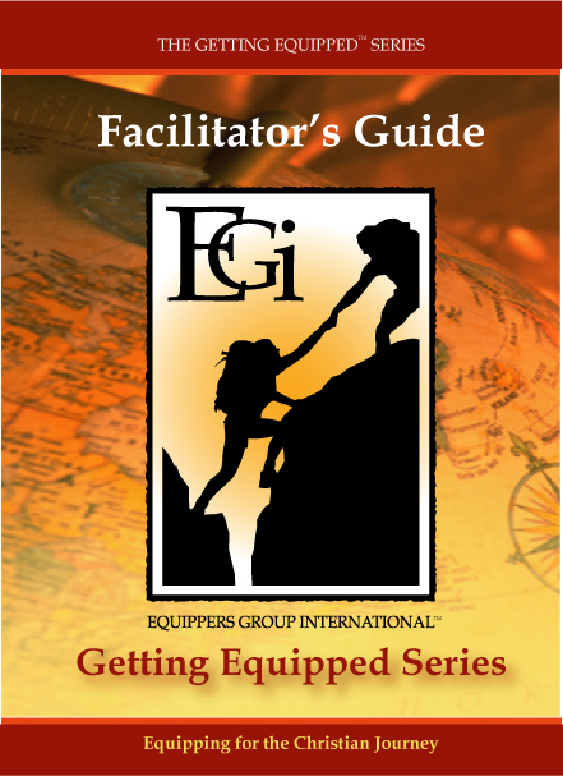 THE GETTING EQUIPPED™ SERIES
Facilitator's Guide
EGi
EQUIPPERS GROUP INTERNATIONAL™
Getting Equipped Series
Equipping for the Christian Journey